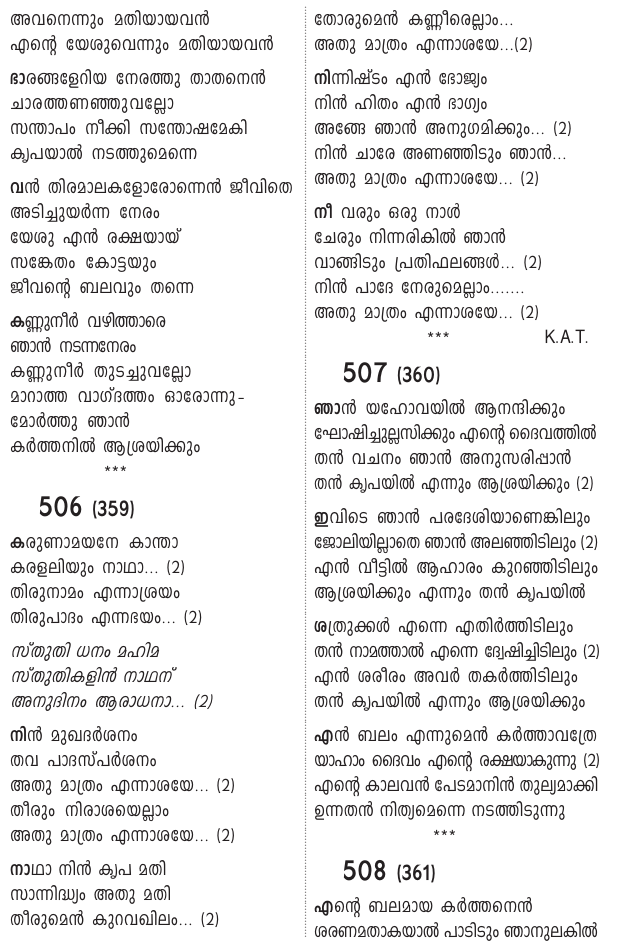 അവനെന്നും മതിയായവൻ
എന്റെ യേശുവെന്നും മതിയായവൻ
ഭാരങ്ങളേറിയ നേരത്തു താതനെൻ
ചാരത്തണഞ്ഞുവല്ലോ
സന്താപം നീക്കി സന്തോഷമേകി
കൃപയാൽ നടത്തുമെന്നെ
വൻ തിരമാലകളോരോന്നെൻ ജീവിതെ
അടിച്ചുയർന്ന നേരം
യേശു എൻ രക്ഷയായ്
സങ്കേതം കോട്ടയും
ജീവന്റെ ബലവും തന്നെ
കണ്ണുനീർ വഴിത്താരെ
ഞാൻ നടന്നനേരം
കണ്ണുനീർ തുടച്ചുവല്ലോ
മാറാത്ത വാഗ്ദത്തം ഓരോന്നു-
മോർത്തു ഞാൻ
കർത്തനിൽ ആശ്രയിക്കും
***
506 (359)
കരുണാമയനേ കാന്താ
കരളലിയും നാഥാ... (2)
തിരുനാമം എന്നാശ്രയം
തിരുപാദം എന്നഭയം... (2)
സ്തുതി ധനം മഹിമ
സ്തുതികളിൻ നാഥന്
അനുദിനം ആരാധനാ... (2)
നിൻ മുഖദർശനം
തവ പാദസ്പർശനം
അതു മാത്രം എന്നാശയേ... (2)
തീരും നിരാശയെല്ലാം
അതു മാത്രം എന്നാശയേ... (2)
നാഥാ നിൻ കൃപ മതി
സാന്നിദ്ധ്യം അതു മതി
തീരുമെൻ കുറവഖിലം... (2)
തോരുമെൻ കണ്ണീരെല്ലാം...
അതു മാത്രം എന്നാശയേ...(2)
നിന്നിഷ്ടം എൻ ഭോജ്യം
നിൻ ഹിതം എൻ ഭാഗ്യം
അങ്ങേ ഞാൻ അനുഗമിക്കും... (2)
നിൻ ചാരേ അണഞ്ഞിടും ഞാൻ...
അതു മാത്രം എന്നാശയേ... (2)
നീ വരും ഒരു നാൾ
ചേരും നിന്നരികിൽ ഞാൻ
വാങ്ങിടും പ്രതിഫലങ്ങൾ... (2)
നിൻ പാദേ നേരുമെല്ലാം.......
അതു മാത്രം എന്നാശയേ... (2)
*** K.A.T.
507 (360)
ഞാൻ യഹോവയിൽ ആനന്ദിക്കും
ഘോഷിച്ചുല്ലസിക്കും എന്റെ ദൈവത്തിൽ
തൻ വചനം ഞാൻ അനുസരിപ്പാൻ
തൻ കൃപയിൽ എന്നും ആശ്രയിക്കും (2)
ഇവിടെ ഞാൻ പരദേശിയാണെങ്കിലും
ജോലിയില്ലാതെ ഞാൻ അലഞ്ഞിടിലും (2)
എൻ വീട്ടിൽ ആഹാരം കുറഞ്ഞിടിലും
ആശ്രയിക്കും എന്നും തൻ കൃപയിൽ
ശത്രുക്കൾ എന്നെ എതിർത്തിടിലും
തൻ നാമത്താൽ എന്നെ ദ്വേഷിച്ചിടിലും (2)
എൻ ശരീരം അവർ തകർത്തിടിലും
തൻ കൃപയിൽ എന്നും ആശ്രയിക്കും
എൻ ബലം എന്നുമെൻ കർത്താവത്രേ
യാഹാം ദൈവം എന്റെ രക്ഷയാകുന്നു (2)
എന്റെ കാലവൻ പേടമാനിൻ തുല്യമാക്കി
ഉന്നതൻ നിത്യമെന്നെ നടത്തിടുന്നു
***
508 (361)
എന്റെ ബലമായ കർത്തനെൻ
ശരണമതാകയാൽ പാടിടും ഞാനുലകിൽ